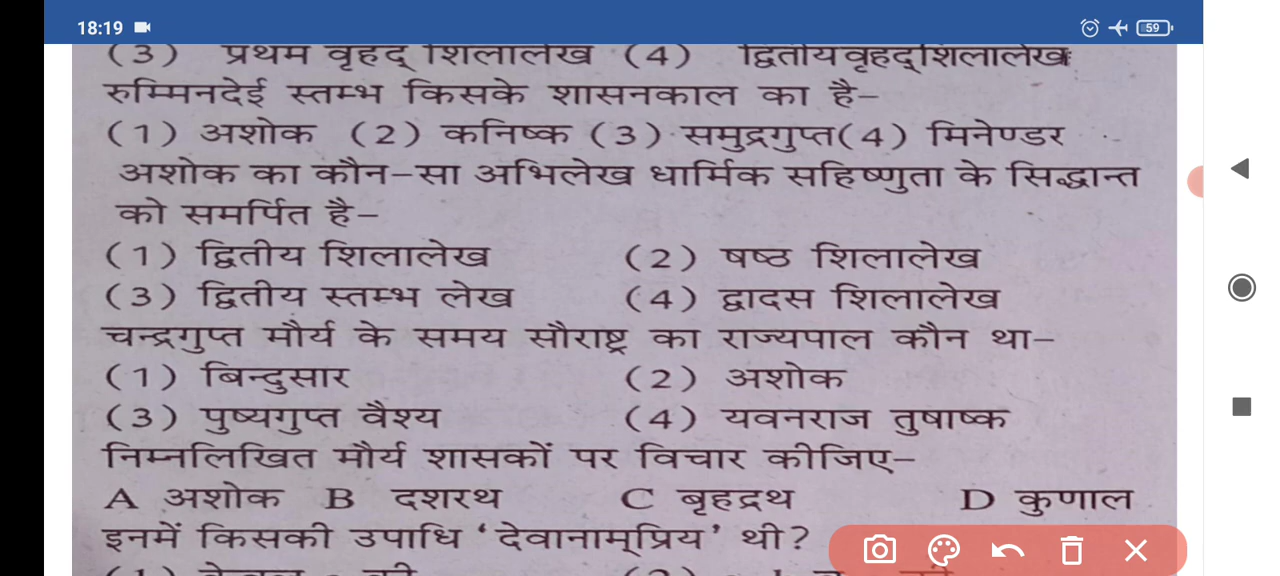 18:19
59
(3) प्रथम वृहद् शिलालेख (4) द्वितीयवृहद्शिलालेख
रुम्मिनदेई स्तम्भ किसके शासनकाल का है–
(1) अशोक (2) कनिष्क (3) समुद्रगुप्त(4) मिनेण्डर
अशोक का कौन–सा अभिलेख धार्मिक सहिष्णुता के सिद्धान्त
को समर्पित है–
(1) द्वितीय शिलालेख (2) षष्ठ शिलालेख
(3) द्वितीय स्तम्भ लेख (4) द्वादस शिलालेख
चन्द्रगुप्त मौर्य के समय सौराष्ट्र का राज्यपाल कौन था–
(1) बिन्दुसार (2) अशोक
(3) पुष्यगुप्त वैश्य (4) यवनराज तुषाष्क
निम्नलिखित मौर्य शासकों पर विचार कीजिए–
A अशोक B दशरथ C बृहद्रथ D कुणाल
इनमें किसकी उपाधि ‘देवानाम्प्रिय’ थी?